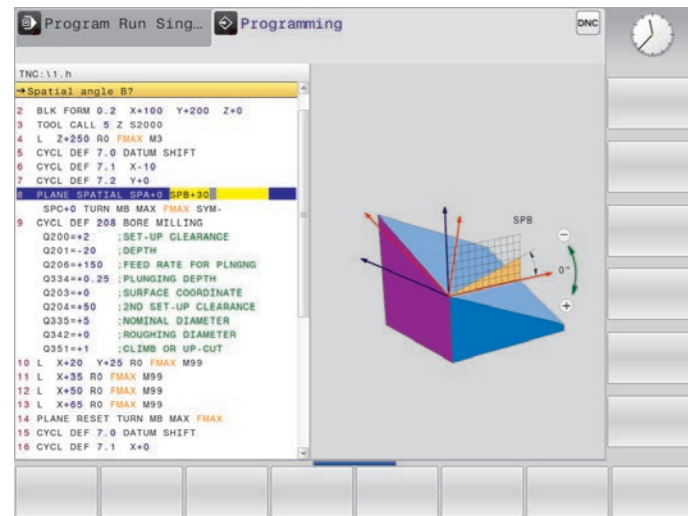 Program Run Sing... Programming DNC
TNC:\1.h
→Spatial angle B?
2 BLK FORM 0.2 X+100 Y+200 Z+0
3 TOOL CALL 5 Z S2000
4 L Z+250 R0 FMAX M3
5 CYCL DEF 7.0 DATUM SHIFT
6 CYCL DEF 7.1 X-10
7 CYCL DEF 7.2 Y+0
8 PLANE SPATIAL SPA+0 SPB+30
SPC+0 TURN MB MAX FMAX SYM-
9 CYCL DEF 208 BORE MILLING
Q200=+2 ;SET-UP CLEARANCE
Q201=-20 ;DEPTH
Q206=+150 ;FEED RATE FOR PLNGNG
Q334=+0.25 ;PLUNGING DEPTH
Q203=+0 ;SURFACE COORDINATE
Q204=+50 ;2ND SET-UP CLEARANCE
Q335=+5 ;NOMINAL DIAMETER
Q342=+0 ;ROUGHING DIAMETER
Q351=+1 ;CLIMB OR UP-CUT
10 L X+20 Y+25 R0 FMAX M99
11 L X+35 R0 FMAX M99
12 L X+50 R0 FMAX M99
13 L X+65 R0 FMAX M99
14 PLANE RESET TURN MB MAX FMAX
15 CYCL DEF 7.0 DATUM SHIFT
16 CYCL DEF 7.1 X+0
SPB
−
0°
+